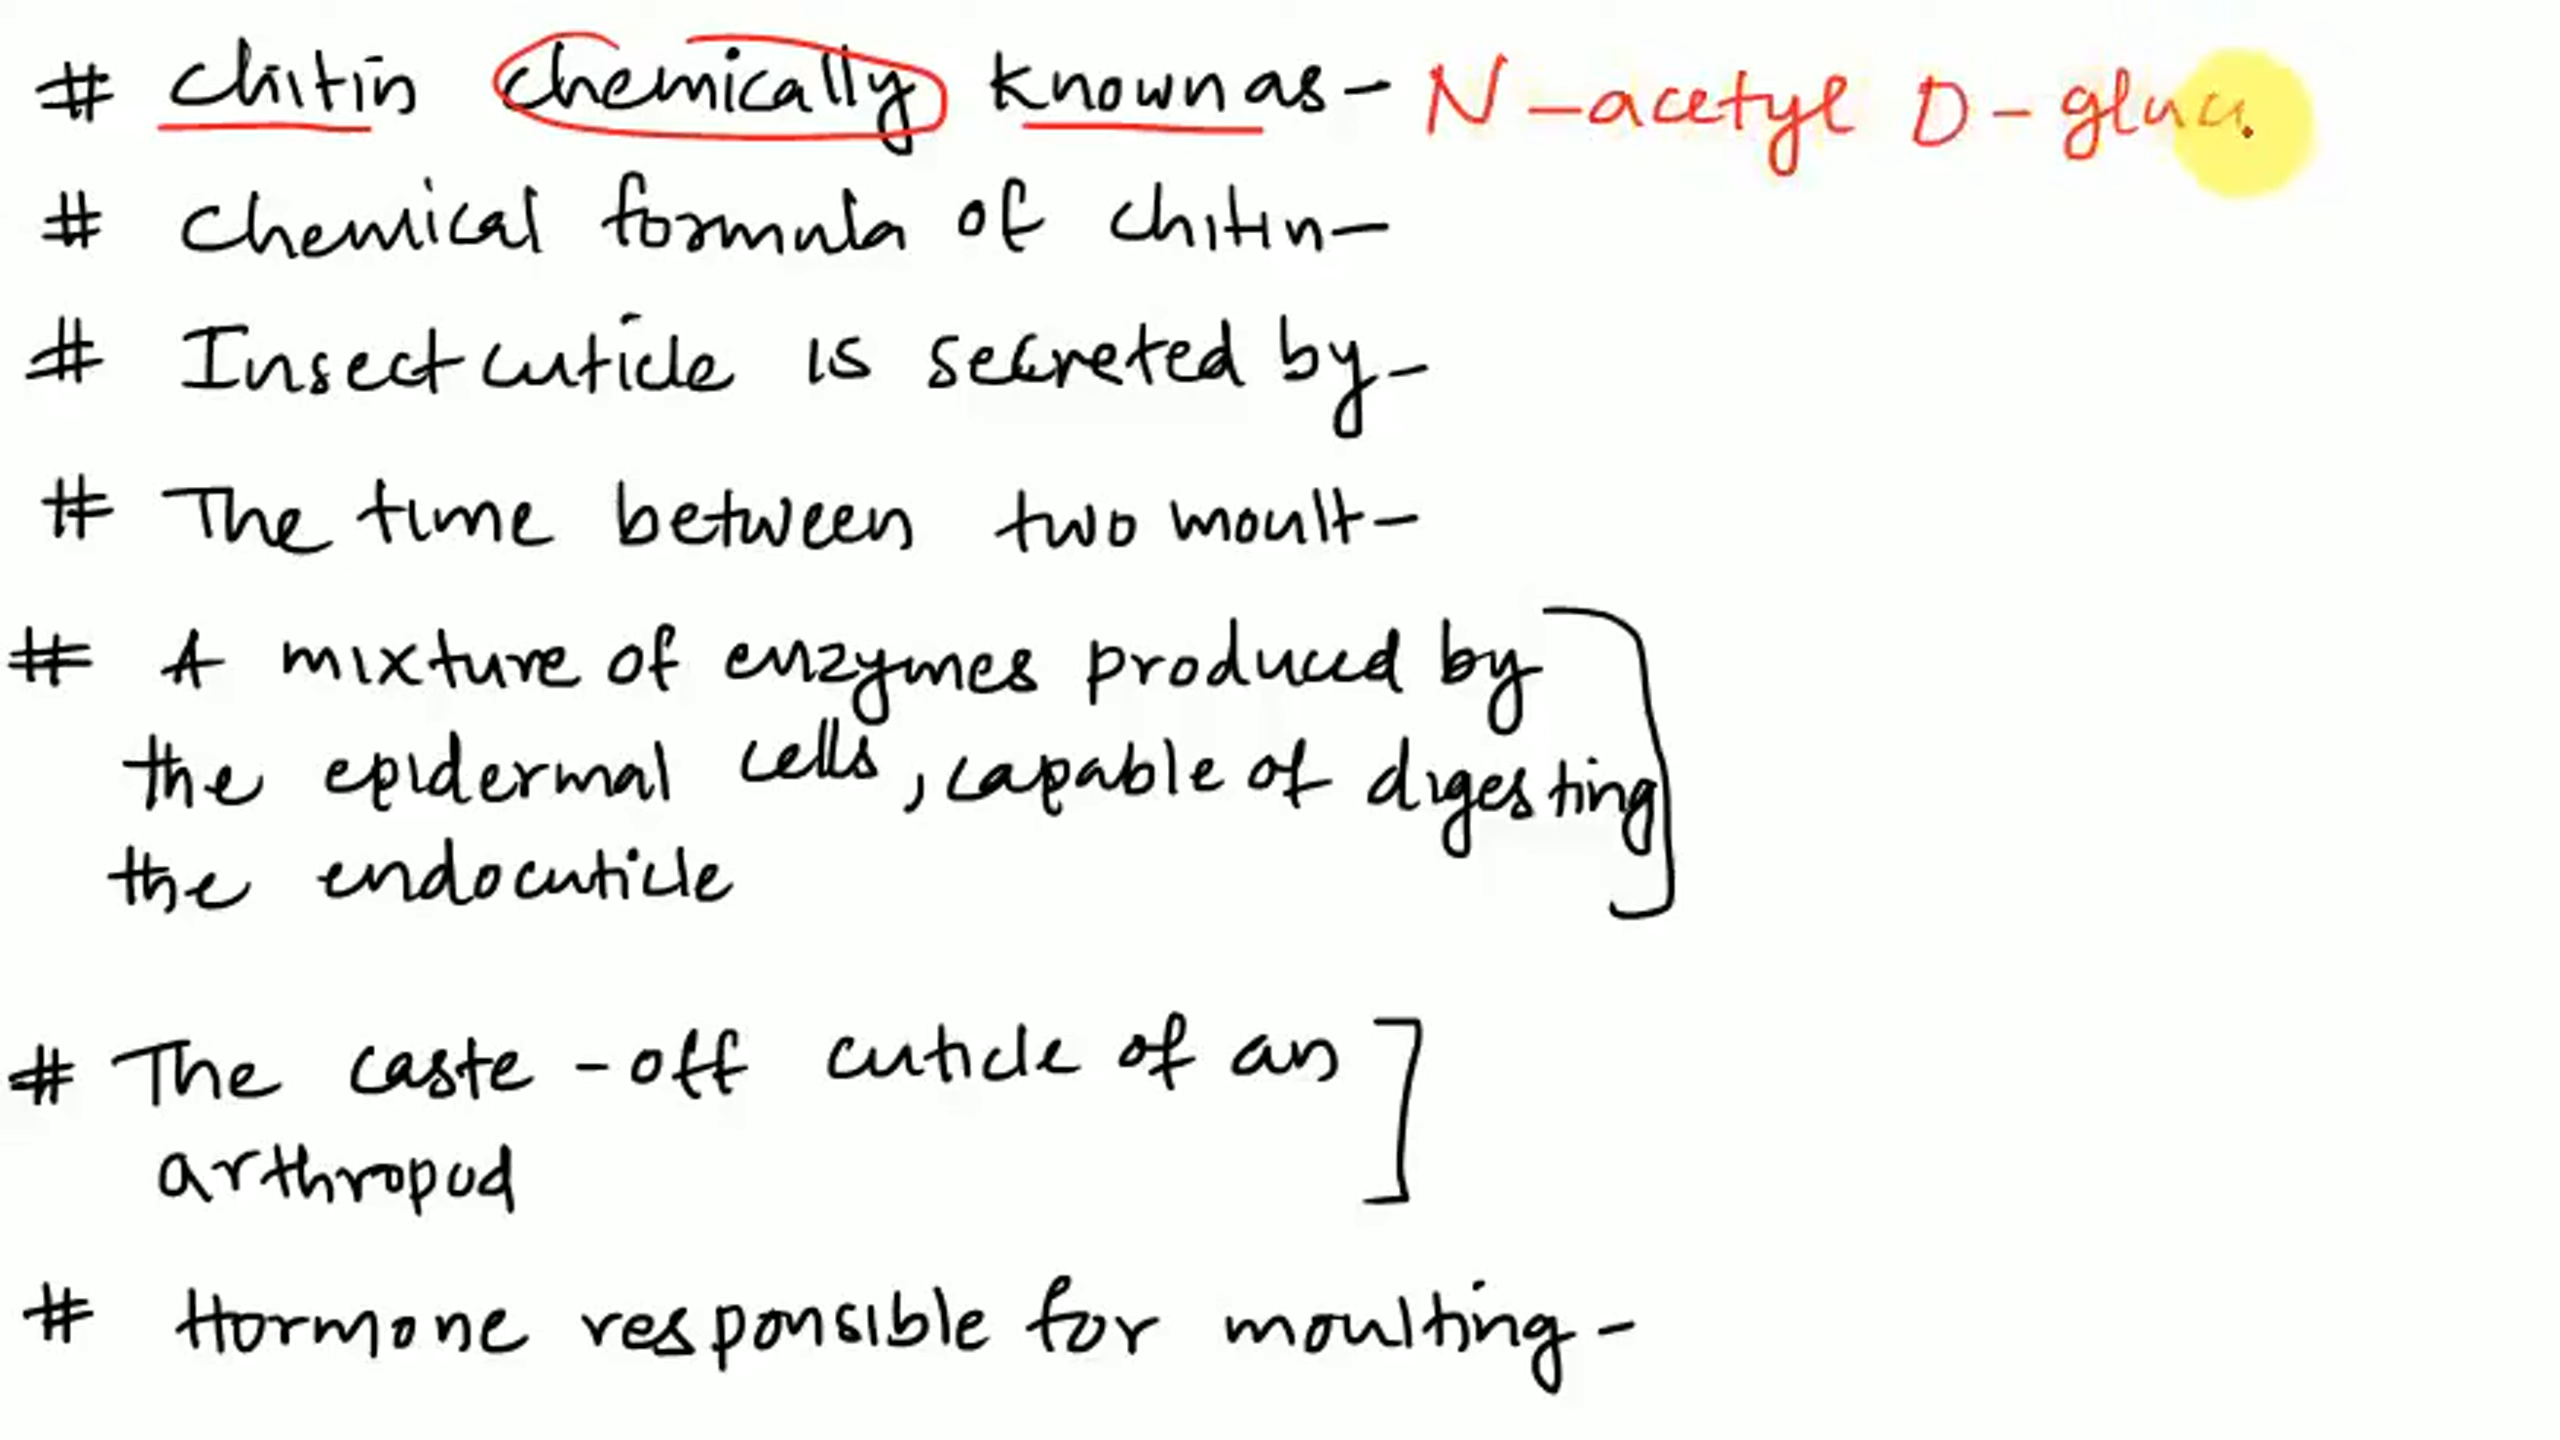 # Chitin Chemically known as - N-acetyl D-gluc
# Chemical formula of chitin-
# Insect cuticle is secreted by-
# The time between two moult-
# A mixture of enzymes produced by
the epidermal cells, capable of digesting
the endocuticle
# The caste-off cuticle of an
arthropod
# Hormone responsible for moulting-